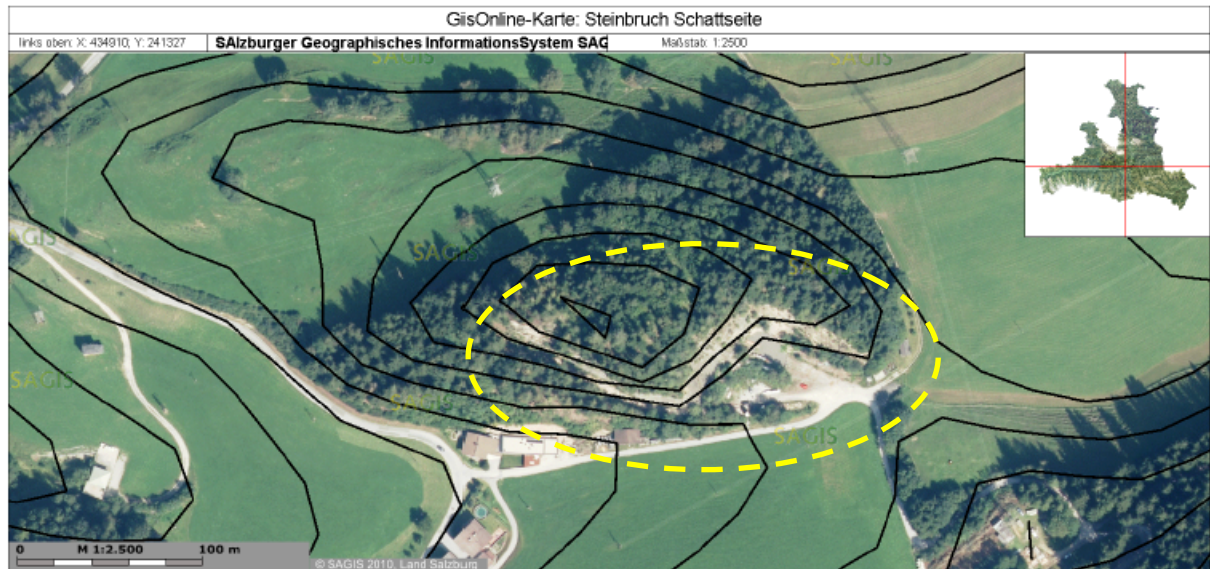 GisOnline-Karte: Steinbruch Schattseite
links oben: X: 434910; Y: 241327 SAlzburger Geographisches InformationsSystem SAG Maßstab: 1:2500
SAGIS SAGIS
SAGIS SAGIS
SAGIS
SAGIS
SAGIS
SAGIS
0 M 1:2.500 100 m
© SAGIS 2010, Land Salzburg